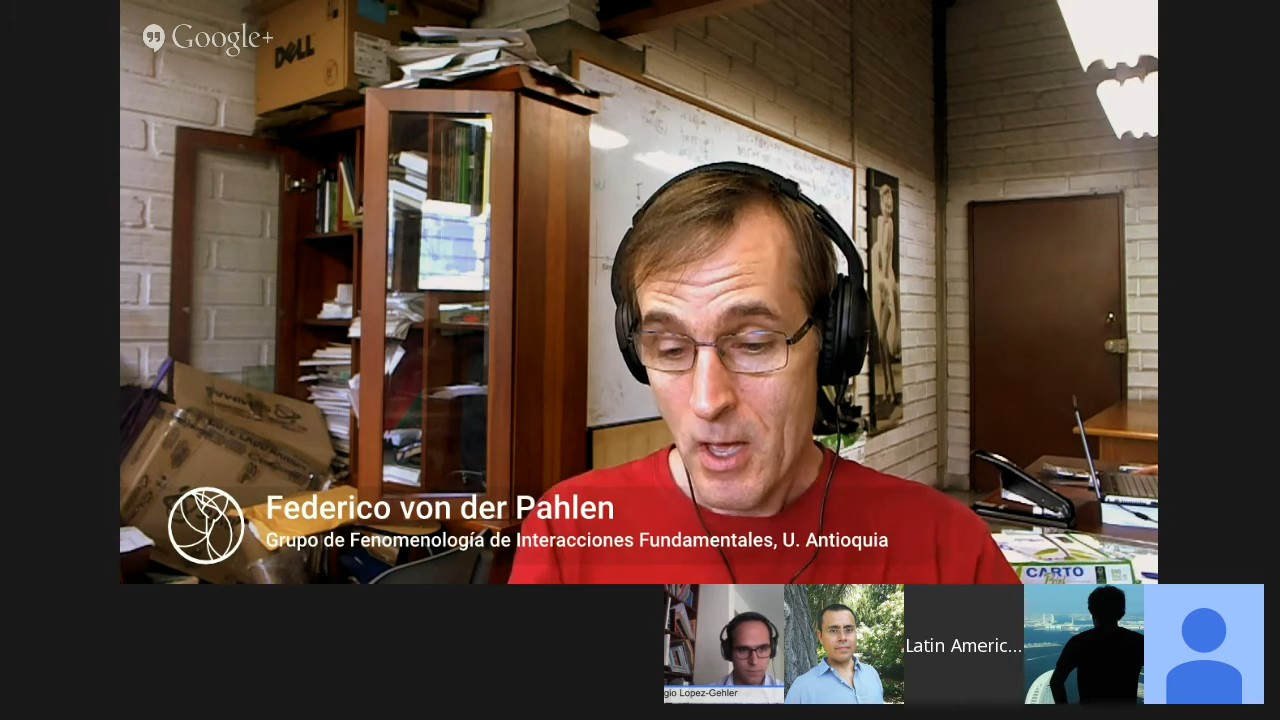 Google+
DELL
Federico von der Pahlen
Grupo de Fenomenología de Interacciones Fundamentales, U. Antioquia
CARTO
Print
Latin Americ...
gio Lopez-Gehler